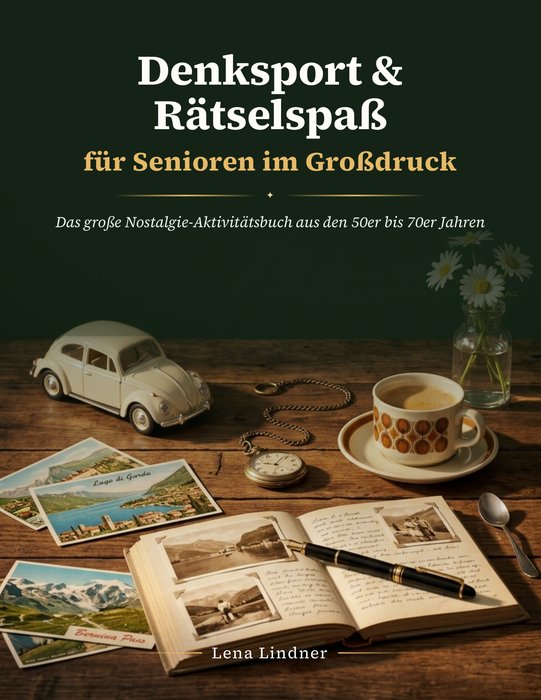 Denksport &
Rätselspaß
für Senioren im Großdruck
Das große Nostalgie-Aktivitätsbuch aus den 50er bis 70er Jahren
Lago di Garda
Bernina Pass
Lena Lindner